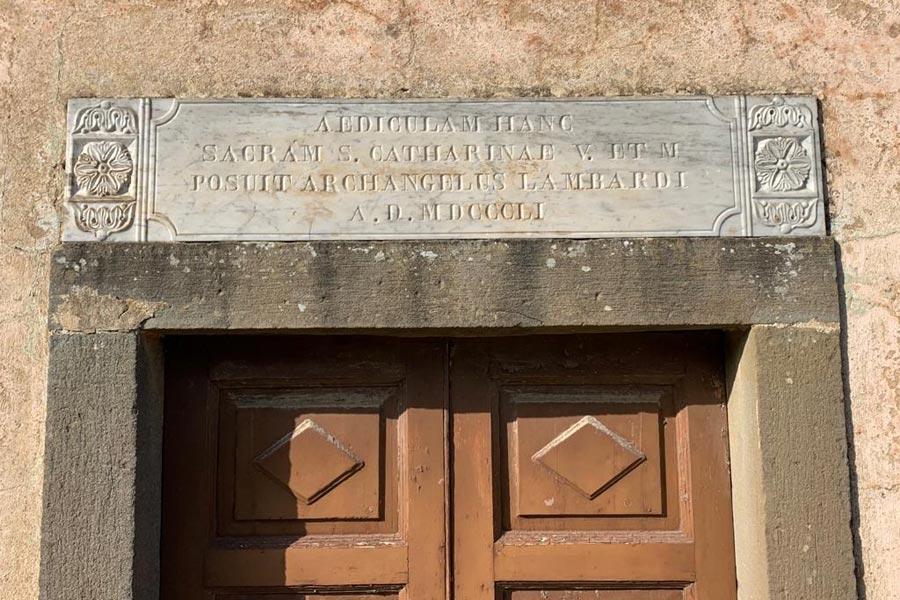 AEDICULAM HANC
SACRAM S. CATHARINAE V. ET M
POSUIT ARCHANGELUS LAMBARDI
A.D. MDCCCLI